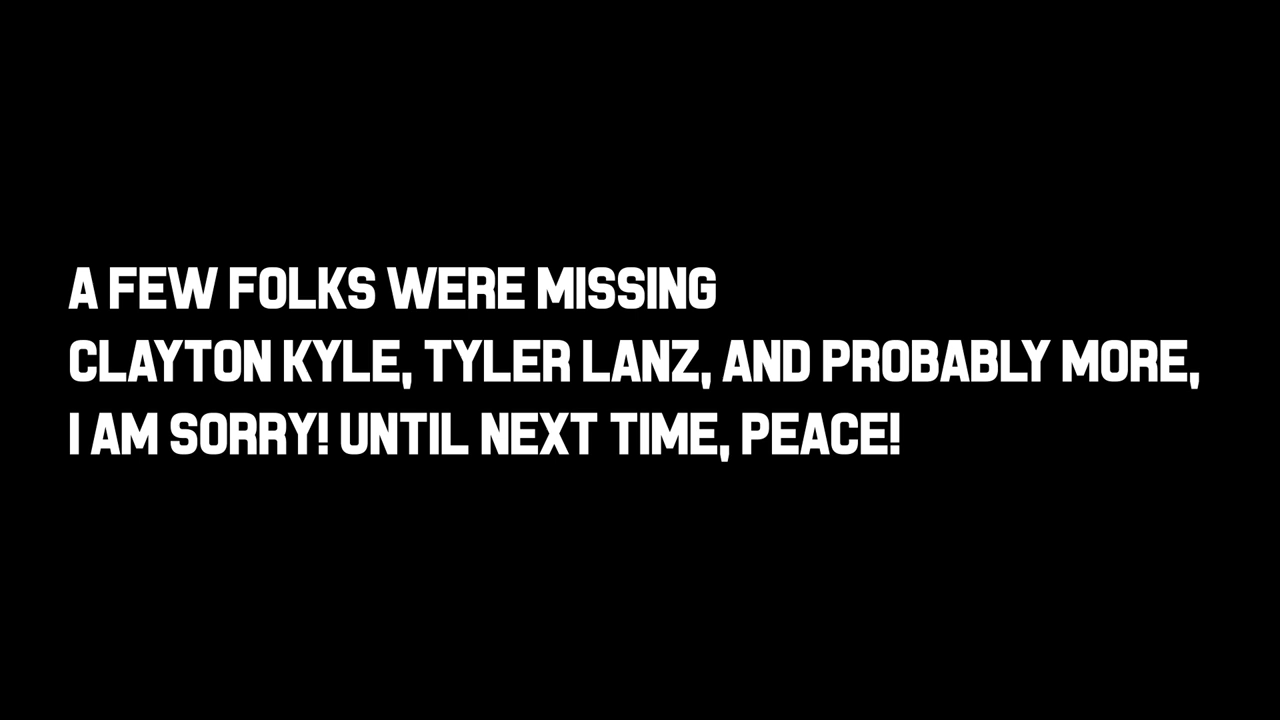 A FEW FOLKS WERE MISSING
CLAYTON KYLE, TYLER LANZ, AND PROBABLY MORE,
I AM SORRY! UNTIL NEXT TIME, PEACE!